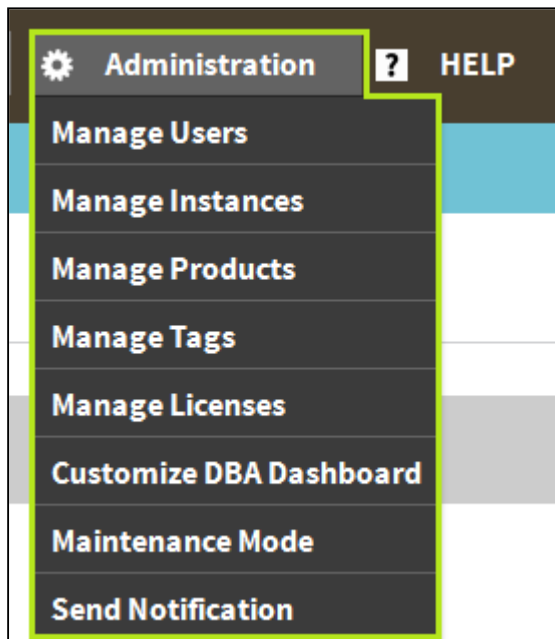 Administration ? HELP
Manage Users
Manage Instances
Manage Products
Manage Tags
Manage Licenses
Customize DBA Dashboard
Maintenance Mode
Send Notification